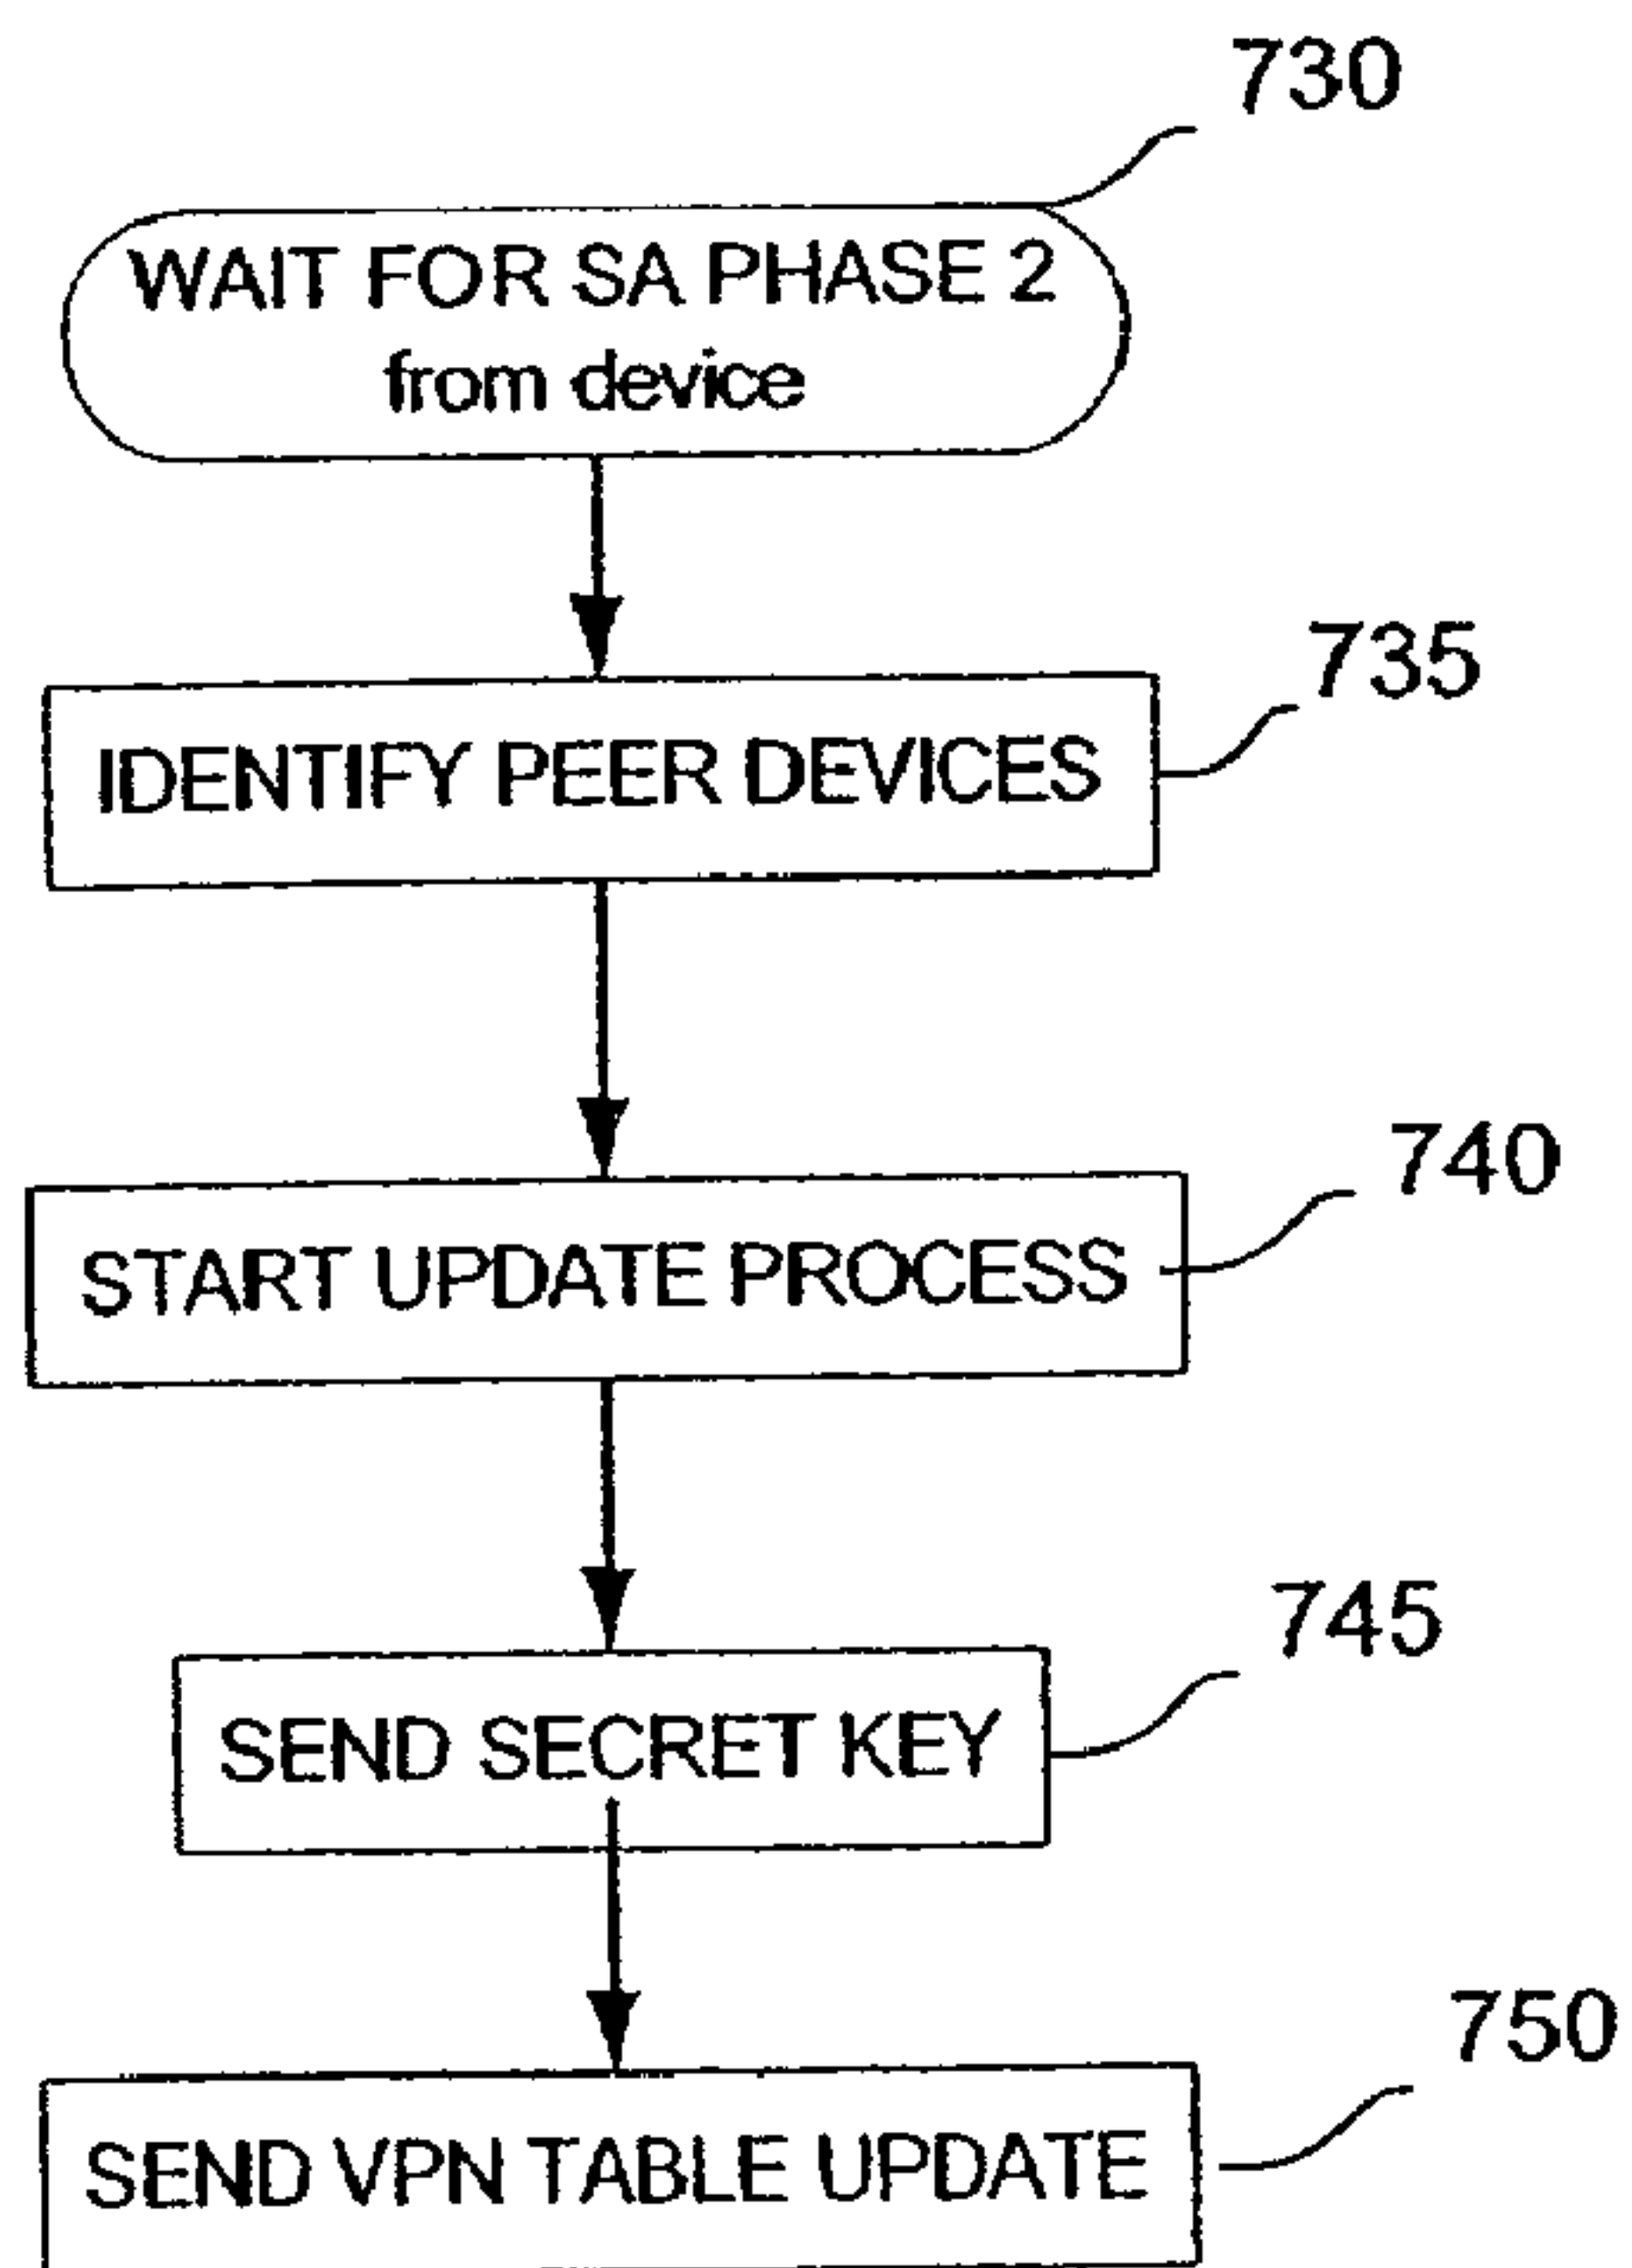 730
WAIT FOR SA PHASE 2
from device
735
IDENTIFY PEER DEVICES
740
START UPDATE PROCESS
745
SEND SECRET KEY
750
SEND VPN TABLE UPDATE